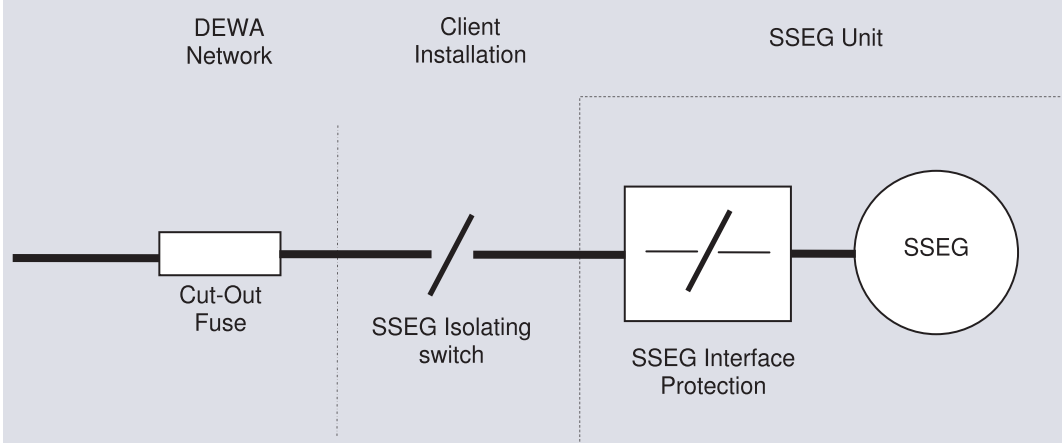 DEWA
Network
Client
Installation
SSEG Unit
Cut-Out
Fuse
SSEG Isolating
switch
SSEG Interface
Protection
SSEG